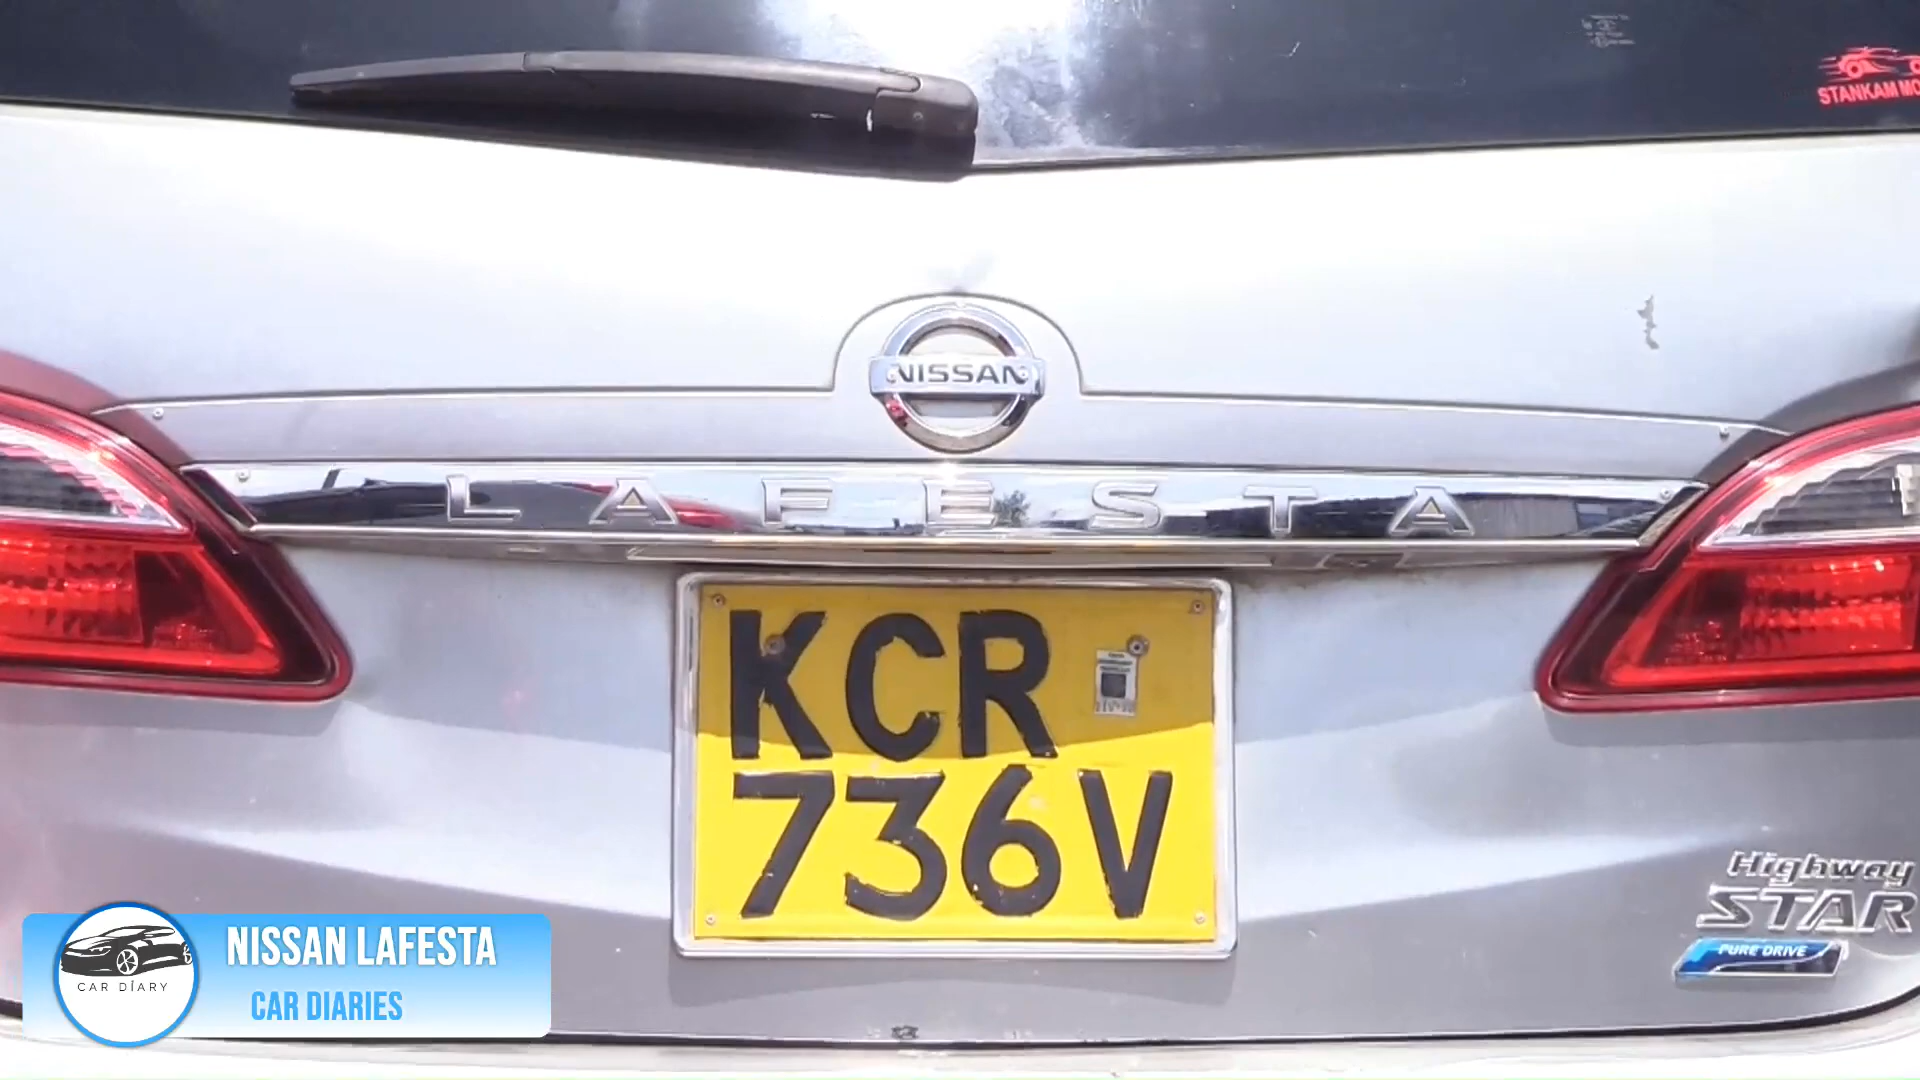 STANKAM MO
NISSAN
LAFESTA
KCR
736V
Highway
STAR
PURE DRIVE
CAR DIARY
NISSAN LAFESTA
CAR DIARIES